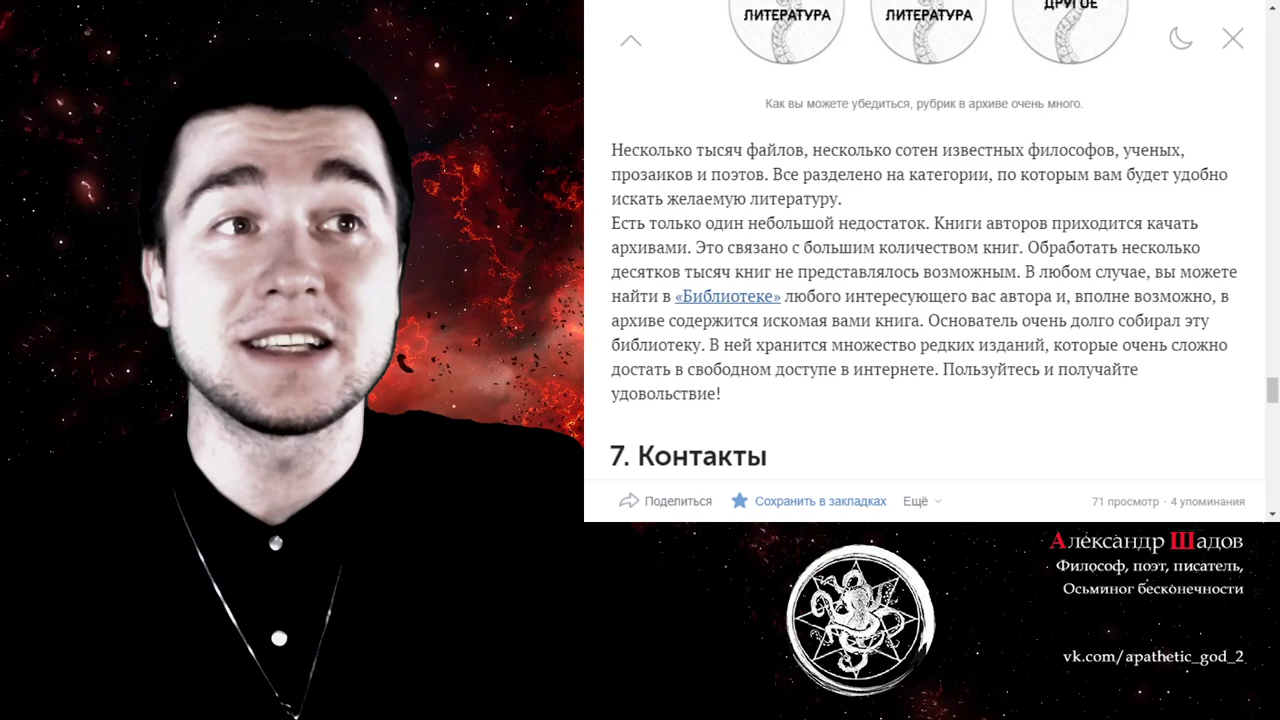 ЛИТЕРАТУРА
ЛИТЕРАТУРА
ДРУГОЕ
Как вы можете убедиться, рубрик в архиве очень много.
Несколько тысяч файлов, несколько сотен известных философов, ученых,
прозаиков и поэтов. Все разделено на категории, по которым вам будет удобно
искать желаемую литературу.
Есть только один небольшой недостаток. Книги авторов приходится качать
архивами. Это связано с большим количеством книг. Обработать несколько
десятков тысяч книг не представлялось возможным. В любом случае, вы можете
найти в «Библиотеке» любого интересующего вас автора и, вполне возможно, в
архиве содержится искомая вами книга. Основатель очень долго собирал эту
библиотеку. В ней хранится множество редких изданий, которые очень сложно
достать в свободном доступе в интернете. Пользуйтесь и получайте
удовольствие!
7. Контакты
Поделиться Сохранить в закладках Ещё 71 просмотр · 4 упоминания
Александр Шадов
Философ, поэт, писатель,
Осьминог бесконечности
vk.com/apathetic_god_2